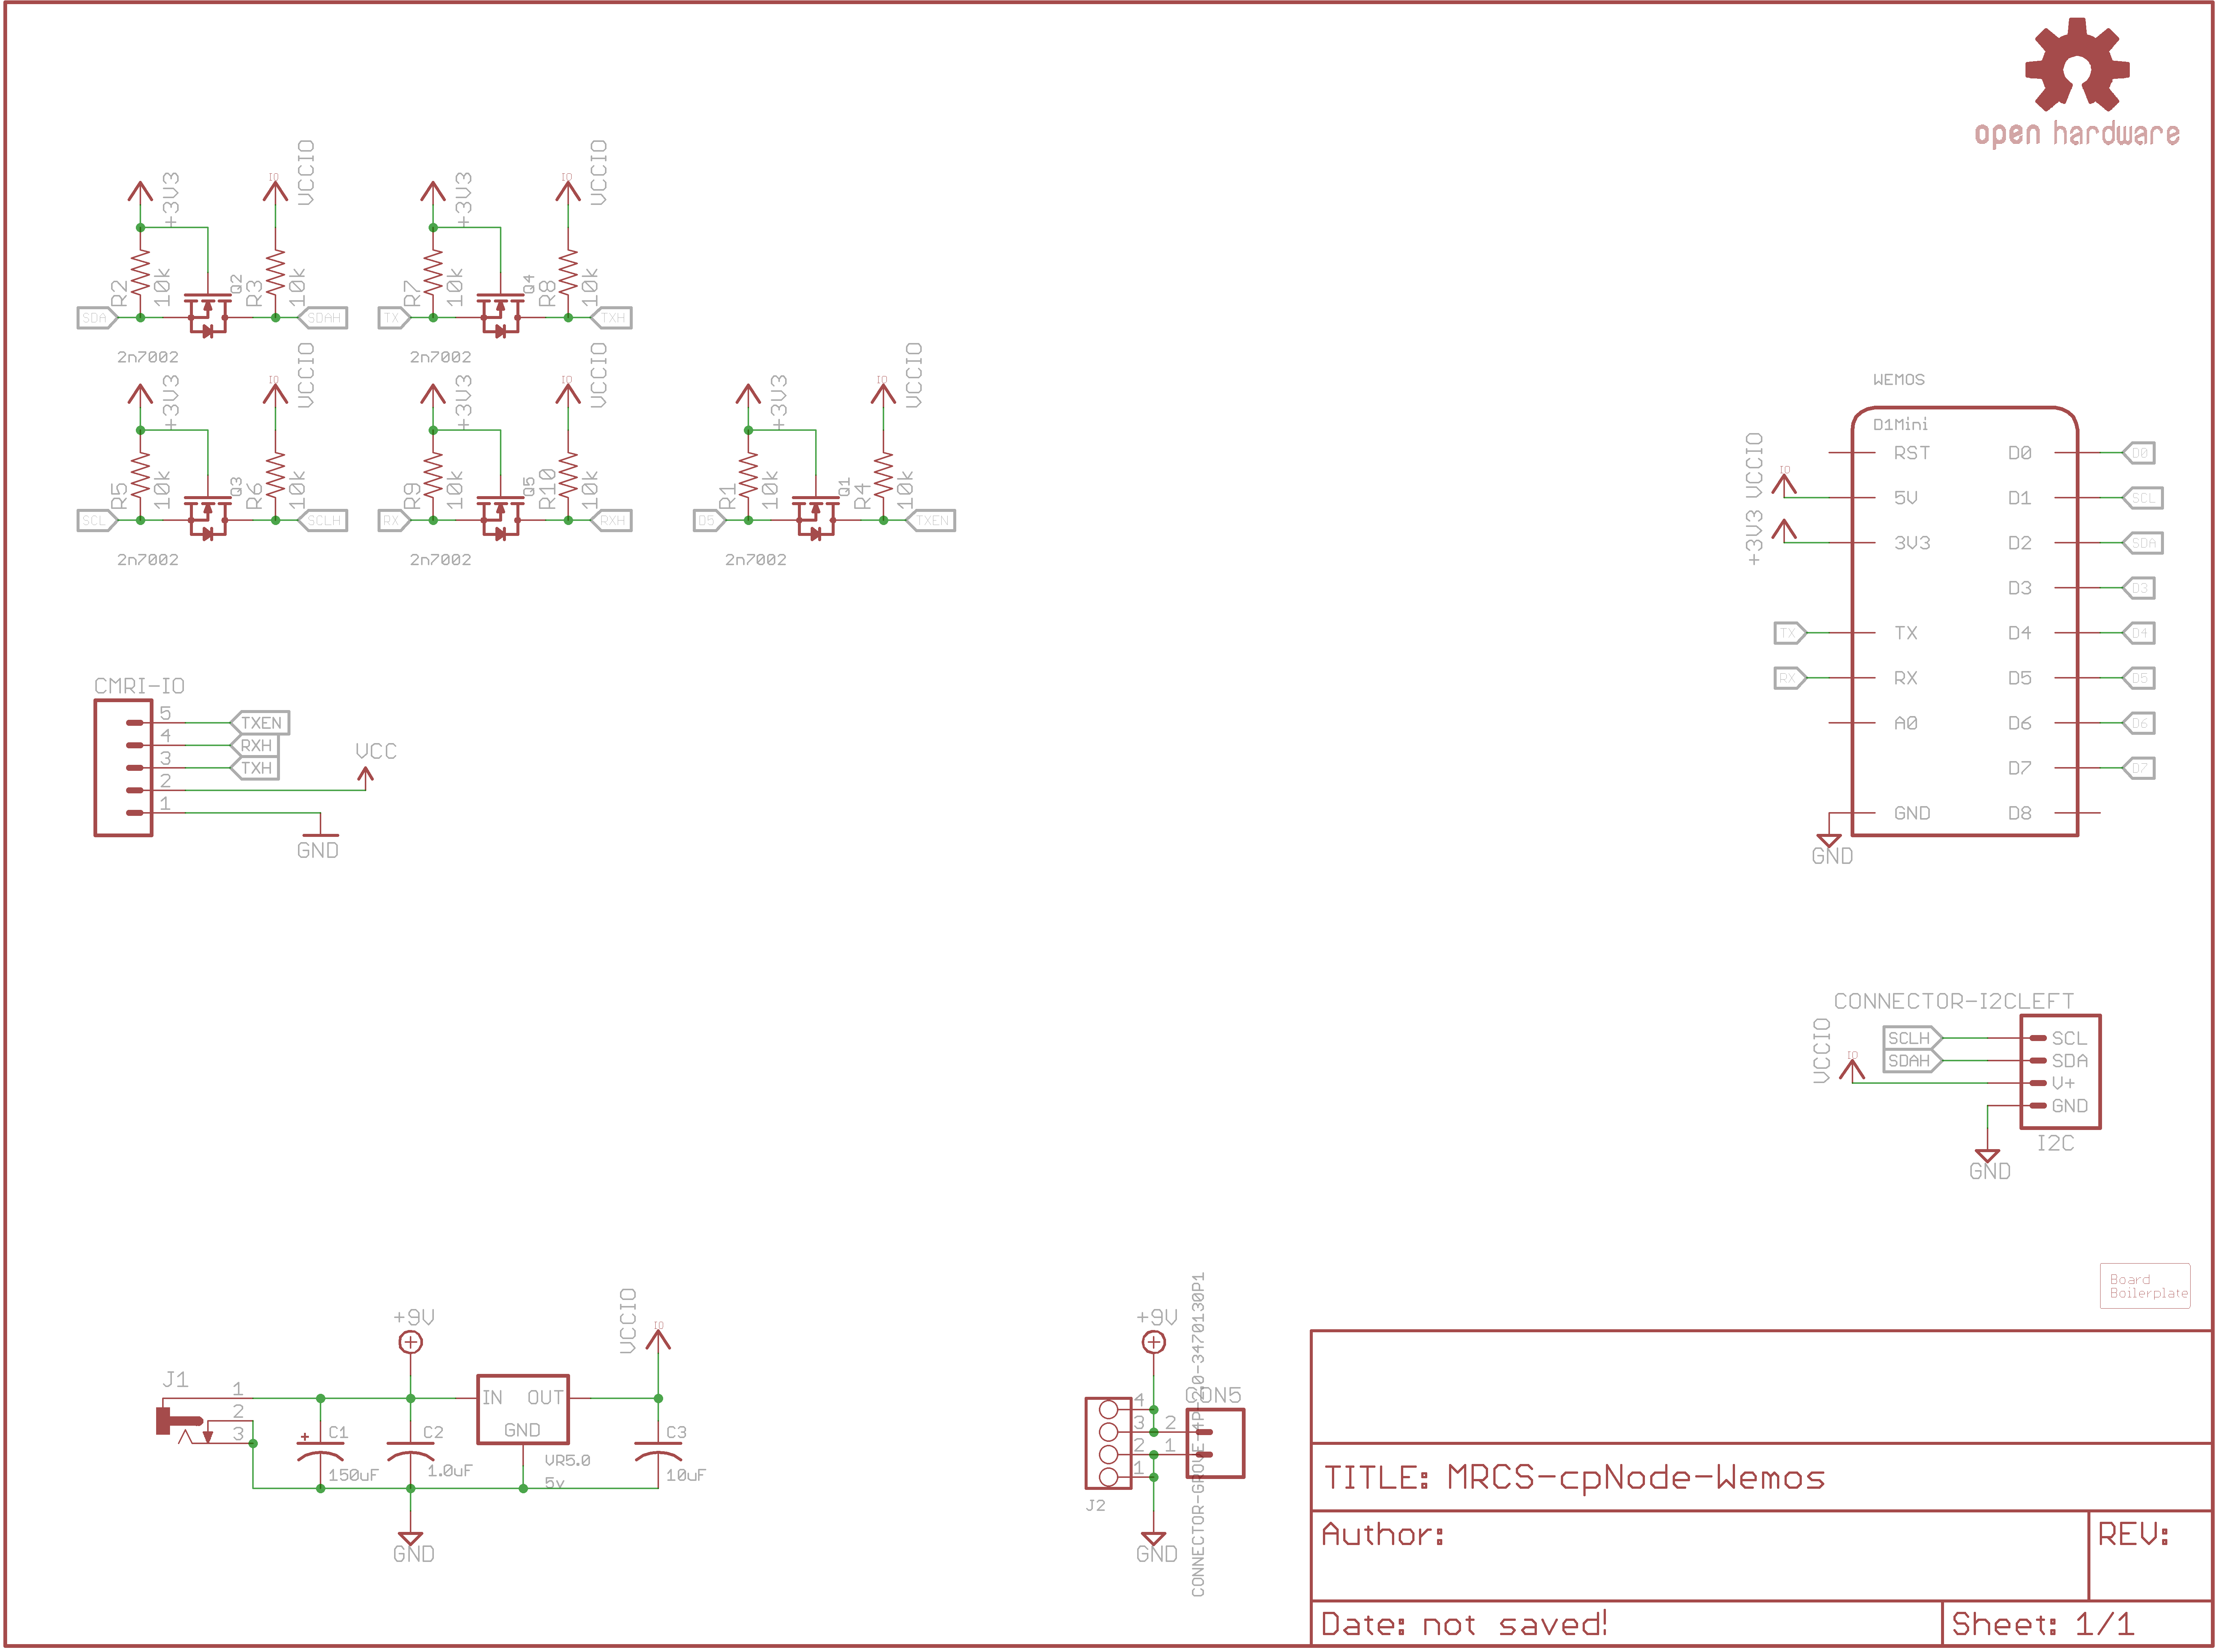 open hardware
+3V3
IO
VCCIO
R2
10k
Q2
R3
10k
SDA
SDAH
2n7002
+3V3
IO
VCCIO
R7
10k
Q4
R8
10k
TX
TXH
2n7002
+3V3
IO
VCCIO
R5
10k
Q3
R6
10k
SCL
SCLH
2n7002
+3V3
IO
VCCIO
R9
10k
Q5
R10
10k
RX
RXH
2n7002
+3V3
IO
VCCIO
R1
10k
Q1
R4
10k
D5
TXEN
2n7002
WEMOS
D1Mini
VCCIO
IO
+3V3
RST D0 D0
5V D1 SCL
3V3 D2 SDA
D3 D3
TX TX D4 D4
RX RX D5 D5
A0 D6 D6
D7 D7
GND D8
GND
CMRI-IO
5 TXEN
4 RXH
3 TXH
2
VCC
1
GND
CONNECTOR-I2CLEFT
VCCIO
IO
SCLH SCL
SDAH SDA
V+
GND
I2C
GND
Board
Boilerplate
J1
1
2
3
+9V
C1
150uF
C2
1.0uF
IN OUT
GND
VR5.0
5v
VCCIO
IO
C3
10uF
GND
+9V
4
3
2
1
J2
2
1
CON5
CONNECTOR-GROVE-4P-2.0-3470130P1
GND
TITLE: MRCS-cpNode-Wemos
Author:
REV:
Date: not saved!
Sheet: 1/1